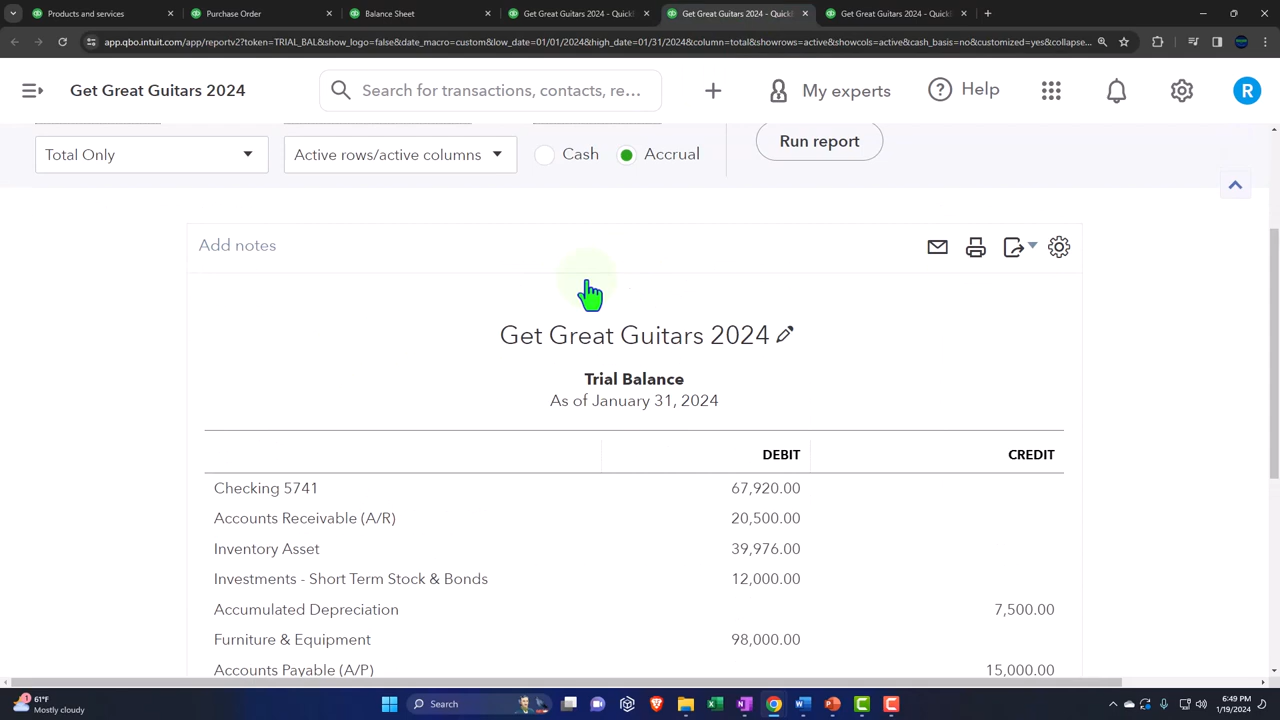 Products and services
Purchase Order
Balance Sheet
Get Great Guitars 2024 - Quick
Get Great Guitars 2024 - Quick
Get Great Guitars 2024 - Quick
app.qbo.intuit.com/app/reportv2?token=TRIAL_BAL&show_logo=false&date_macro=custom&low_date=01/01/2024&high_date=01/31/2024&column=total&showrows=active&showcols=active&cash_basis=no&customized=yes&collapse...
Get Great Guitars 2024
Search for transactions, contacts, re...
My experts
Help
R
Total Only
Active rows/active columns
Cash
Accrual
Run report
Add notes
Get Great Guitars 2024
Trial Balance
As of January 31, 2024
DEBIT CREDIT
Checking 5741 67,920.00
Accounts Receivable (A/R) 20,500.00
Inventory Asset 39,976.00
Investments - Short Term Stock & Bonds 12,000.00
Accumulated Depreciation 7,500.00
Furniture & Equipment 98,000.00
Accounts Payable (A/P) 15,000.00
61°F
Mostly cloudy
Search
6:49 PM
1/19/2024